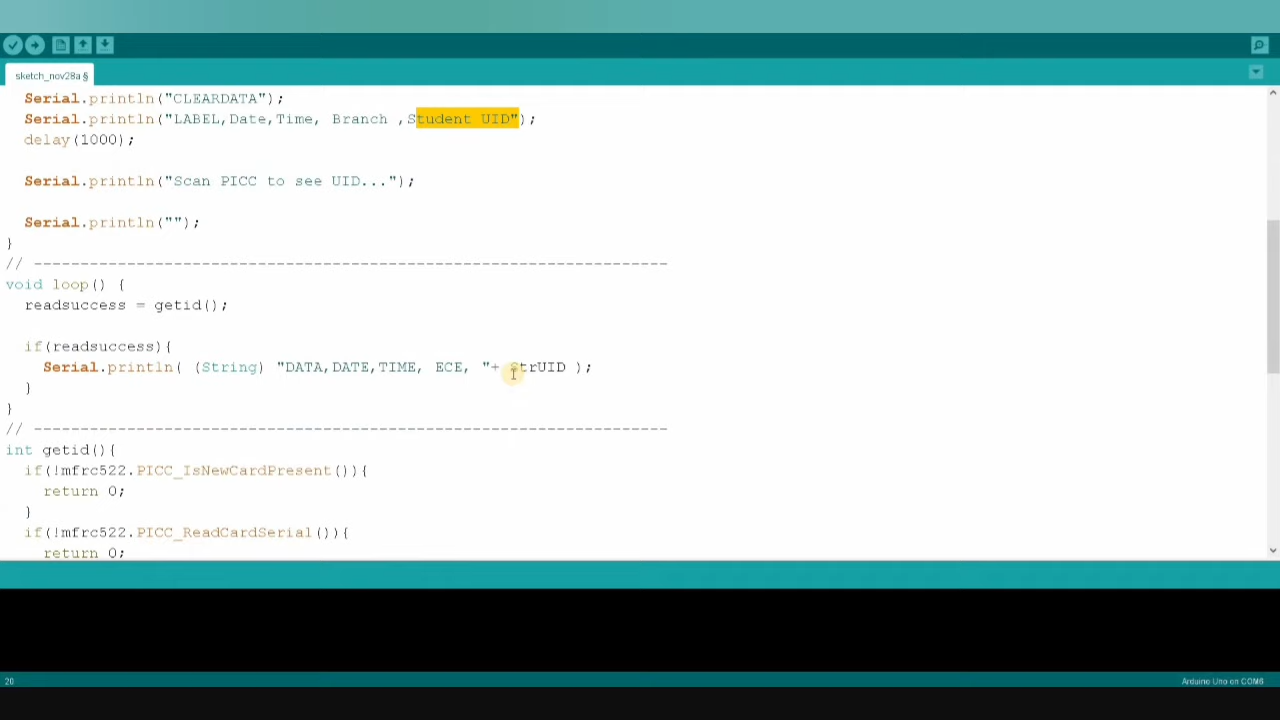 sketch_nov28a §
Serial.println("CLEARDATA");
Serial.println("LABEL,Date,Time, Branch ,Student UID");
delay(1000);
Serial.println("Scan PICC to see UID...");
Serial.println("");
}
// --------------------------------------------------------------------
void loop() {
readsuccess = getid();
if(readsuccess){
Serial.println( (String) "DATA,DATE,TIME, ECE, "+ StrUID );
}
}
// --------------------------------------------------------------------
int getid(){
if(!mfrc522.PICC_IsNewCardPresent()){
return 0;
}
if(!mfrc522.PICC_ReadCardSerial()){
return 0;
20
Arduino Uno on COM6